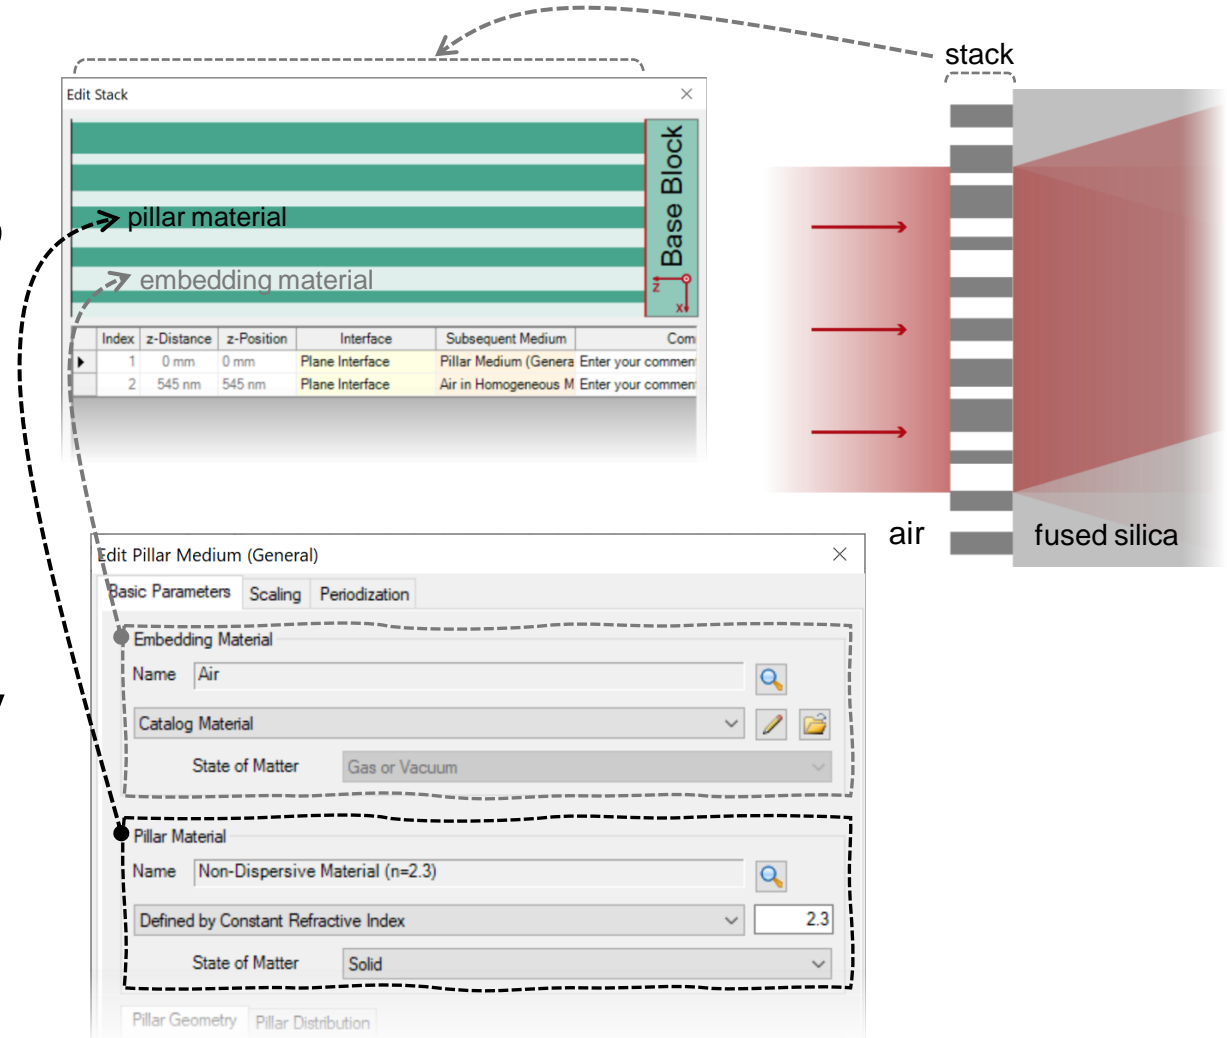 stack
Edit Stack
Base Block
pillar material
embedding material
z
x
Index z-Distance z-Position Interface Subsequent Medium Com
1 0 mm 0 mm Plane Interface Pillar Medium (Genera Enter your commen
2 545 nm 545 nm Plane Interface Air in Homogeneous M Enter your commen
air
fused silica
Edit Pillar Medium (General)
Basic Parameters Scaling Periodization
Embedding Material
Name Air
Catalog Material
State of Matter Gas or Vacuum
Pillar Material
Name Non-Dispersive Material (n=2.3)
Defined by Constant Refractive Index 2.3
State of Matter Solid
Pillar Geometry Pillar Distribution